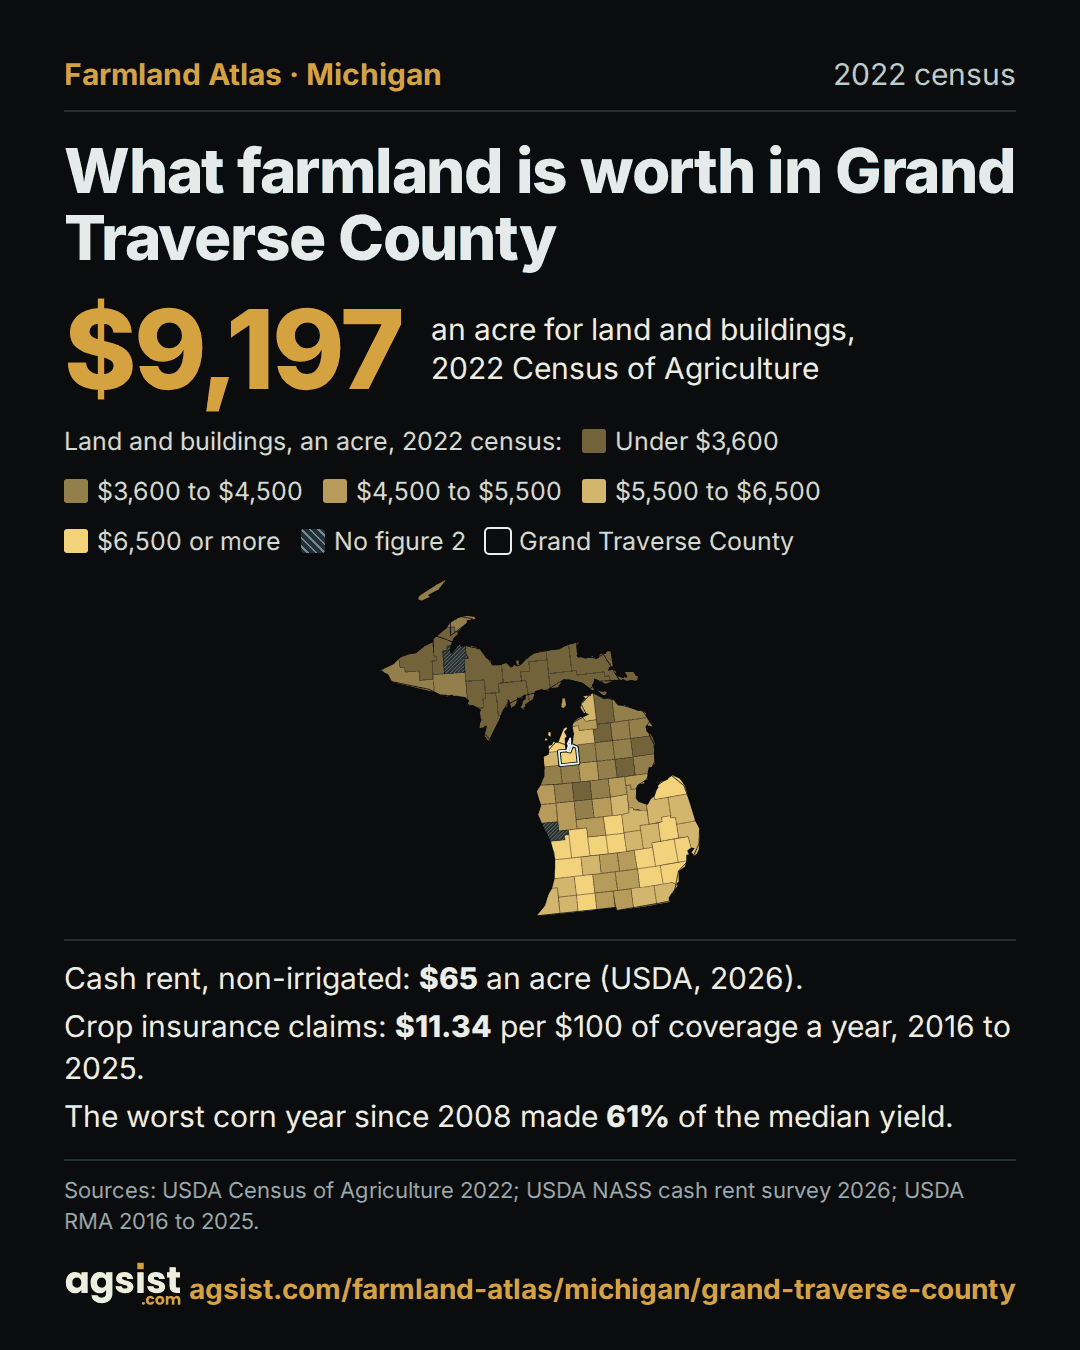 Farmland Atlas · Michigan
2022 census
What farmland is worth in Grand
Traverse County
$9,197
an acre for land and buildings,
2022 Census of Agriculture
Land and buildings, an acre, 2022 census: Under $3,600
$3,600 to $4,500 $4,500 to $5,500 $5,500 to $6,500
$6,500 or more No figure 2 Grand Traverse County
Cash rent, non-irrigated: $65 an acre (USDA, 2026).
Crop insurance claims: $11.34 per $100 of coverage a year, 2016 to
2025.
The worst corn year since 2008 made 61% of the median yield.
Sources: USDA Census of Agriculture 2022; USDA NASS cash rent survey 2026; USDA
RMA 2016 to 2025.
agsist
.com
agsist.com/farmland-atlas/michigan/grand-traverse-county